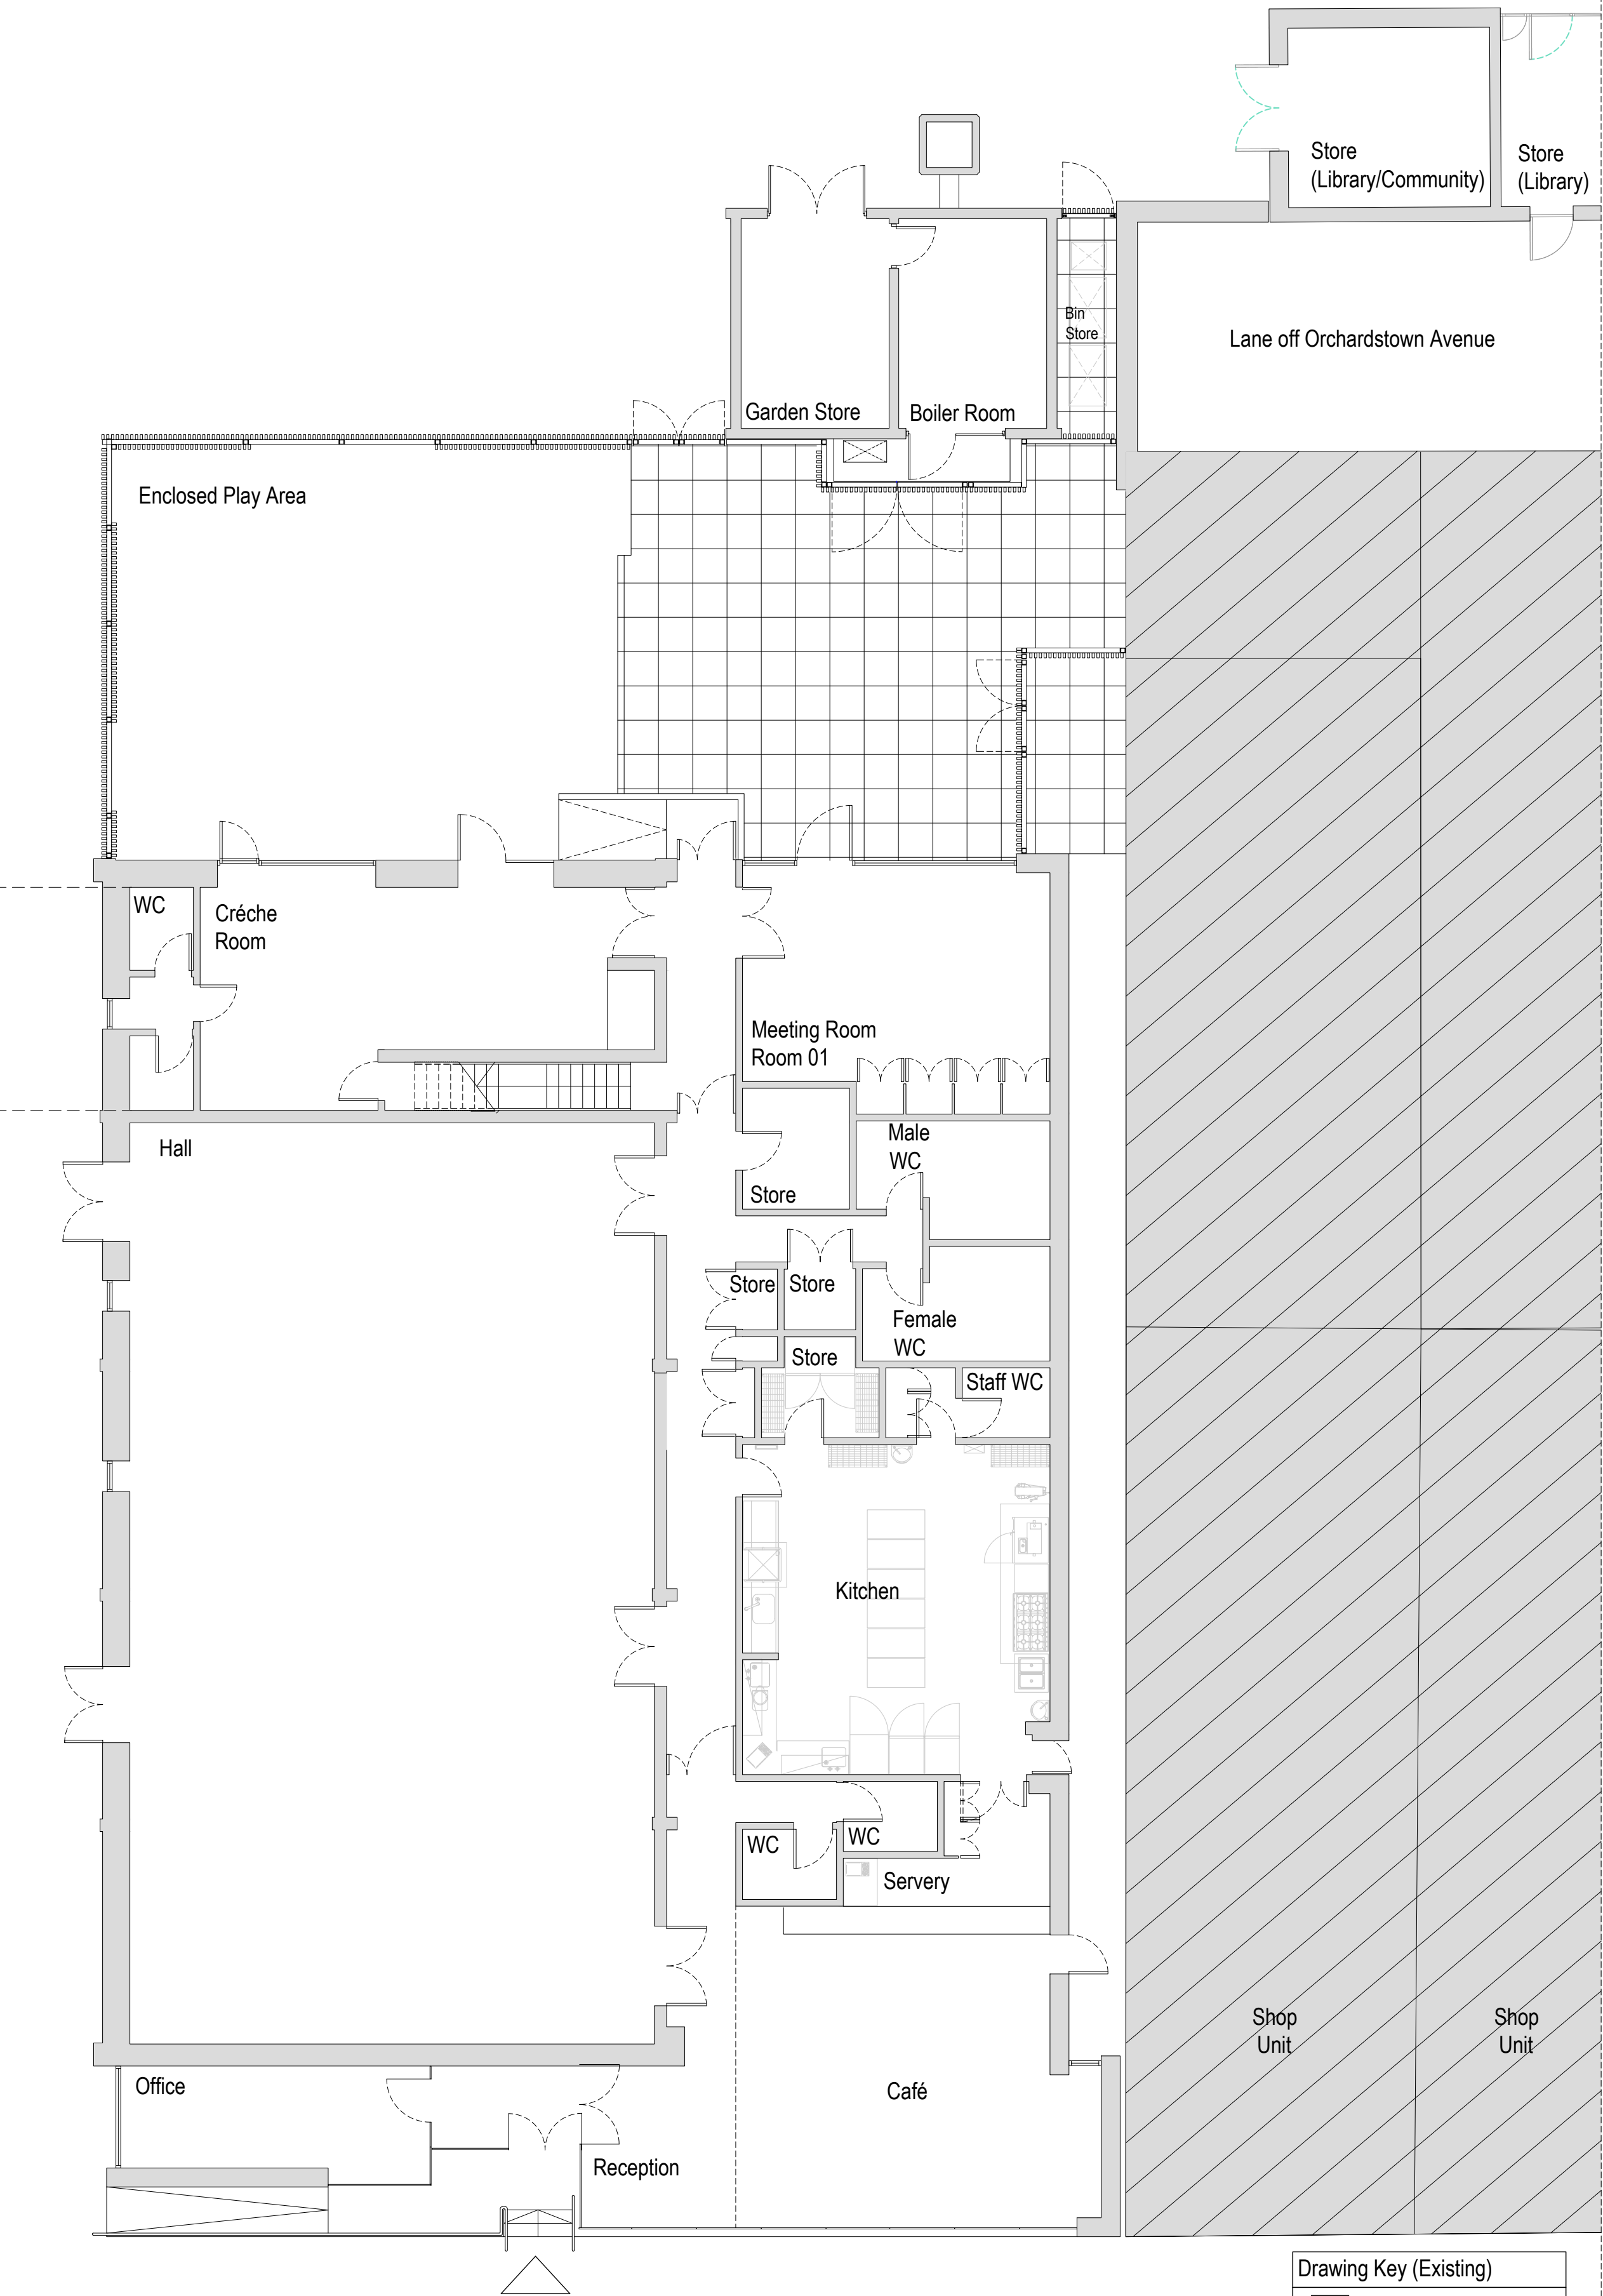 Store
(Library/Community)
Store
(Library)
Bin
Store
Lane off Orchardstown Avenue
Garden Store
Boiler Room
Enclosed Play Area
WC
Créche
Room
Meeting Room
Room 01
Hall
Male
WC
Store
Store
Store
Female
WC
Store
Staff WC
Kitchen
WC
WC
Servery
Shop
Unit
Shop
Unit
Office
Café
Reception
Drawing Key (Existing)